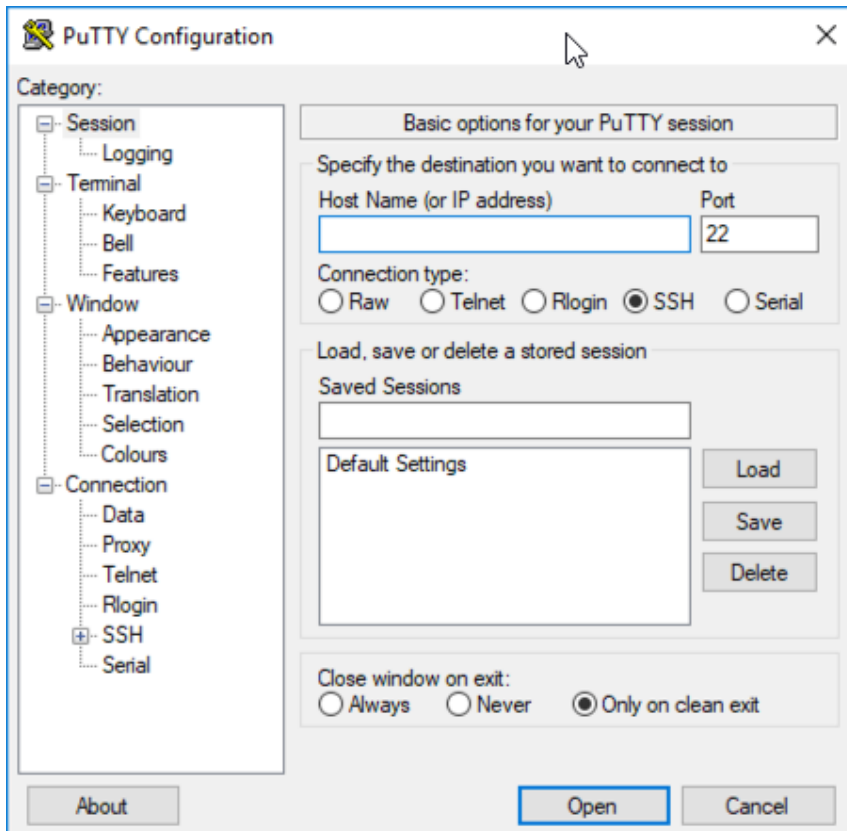 PuTTY Configuration
Category:
Session
Logging
Terminal
Keyboard
Bell
Features
Window
Appearance
Behaviour
Translation
Selection
Colours
Connection
Data
Proxy
Telnet
Rlogin
SSH
Serial
Basic options for your PuTTY session
Specify the destination you want to connect to
Host Name (or IP address) Port
22
Connection type:
Raw Telnet Rlogin SSH Serial
Load, save or delete a stored session
Saved Sessions
Default Settings
Load
Save
Delete
Close window on exit:
Always Never Only on clean exit
About Open Cancel